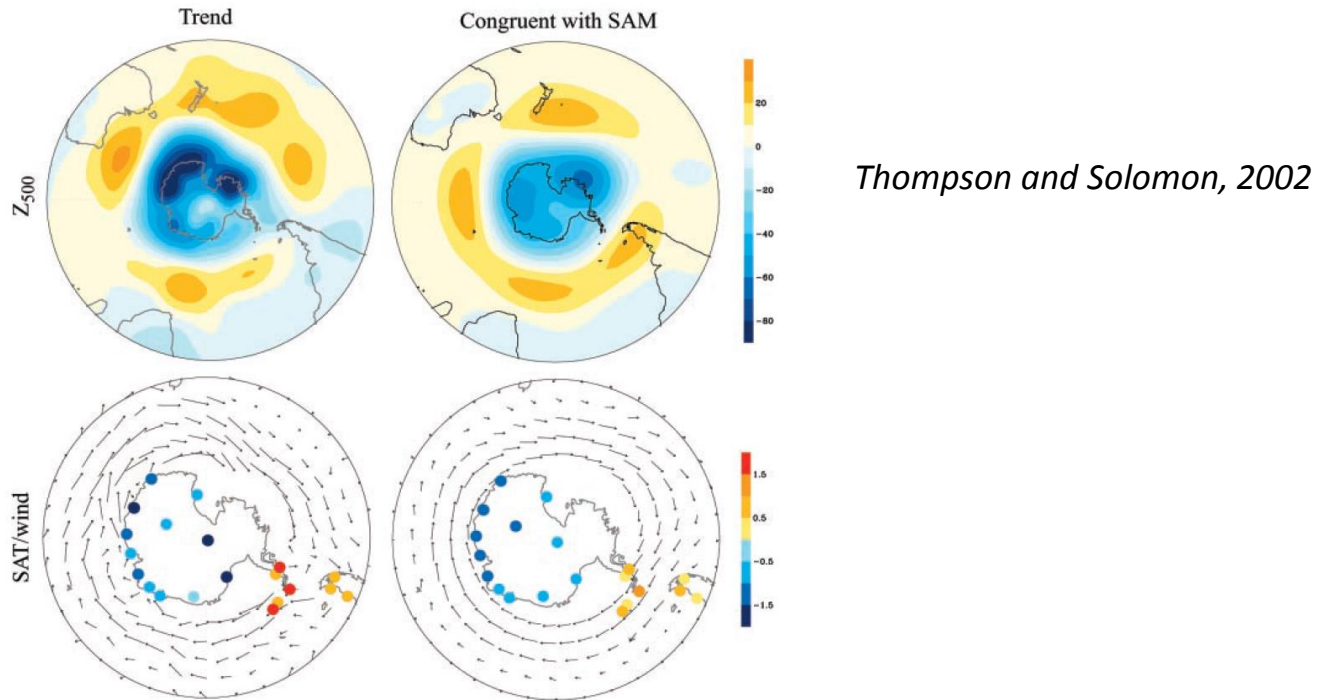 Trend
Congruent with SAM
Z500
20
0
−20
−40
−60
−80
Thompson and Solomon, 2002
SAT/wind
1.5
0.5
−0.5
−1.5